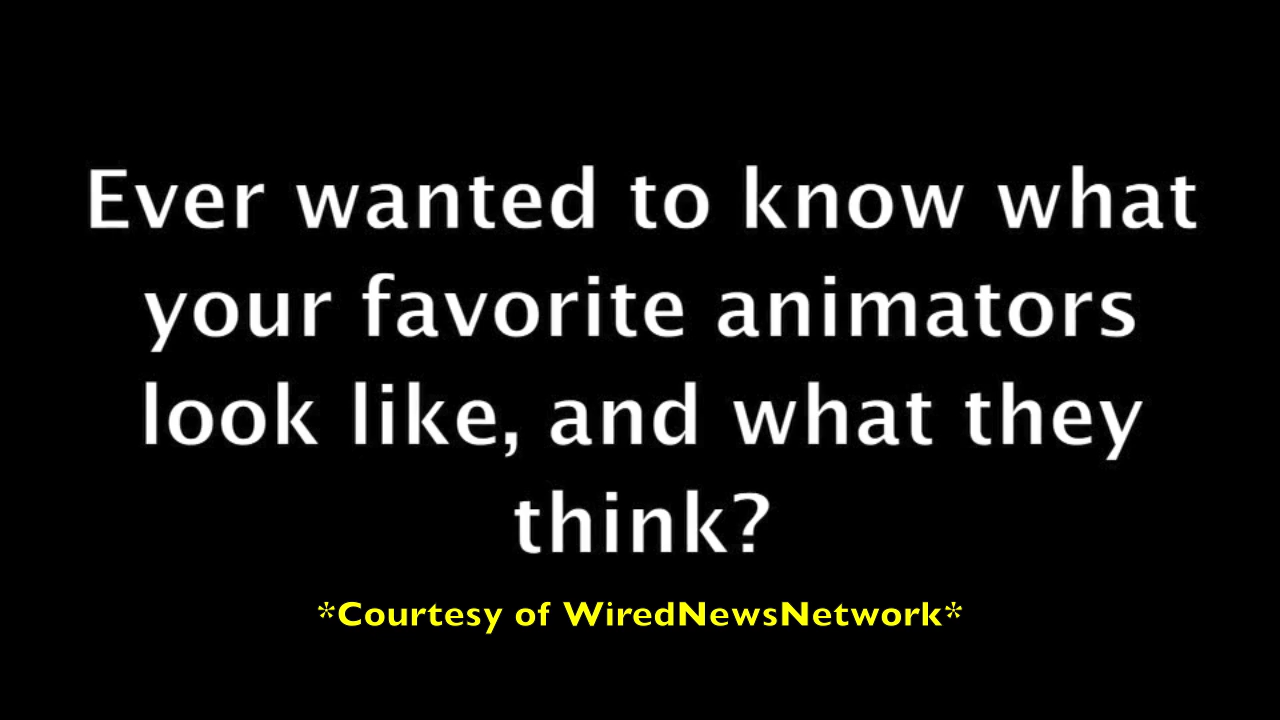 Ever wanted to know what
your favorite animators
look like, and what they
think?
*Courtesy of WiredNewsNetwork*